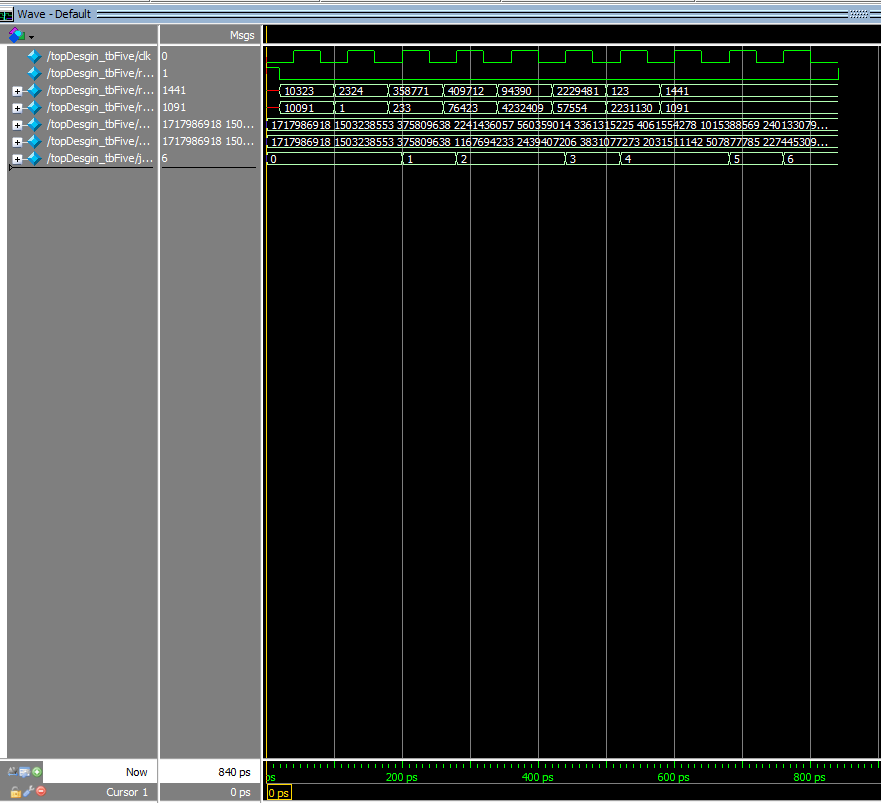 Wave - Default
Msgs
/topDesgin_tbFive/clk 0
/topDesgin_tbFive/r... 1
/topDesgin_tbFive/r... 1441 10323 2324 358771 409712 94390 2229481 123 1441
/topDesgin_tbFive/r... 1091 10091 1 233 76423 4232409 57554 2231130 1091
/topDesgin_tbFive/... 1717986918 150... 1717986918 1503238553 375809638 2241436057 560359014 3361315225 4061554278 1015388569 240133079...
/topDesgin_tbFive/... 1717986918 150... 1717986918 1503238553 375809638 1167694233 2439407206 3831077273 2031511142 507877785 227445309...
/topDesgin_tbFive/j... 6 0 1 2 3 4 5 6
Now 840 ps ps 200 ps 400 ps 600 ps 800 ps
Cursor 1 0 ps 0 ps